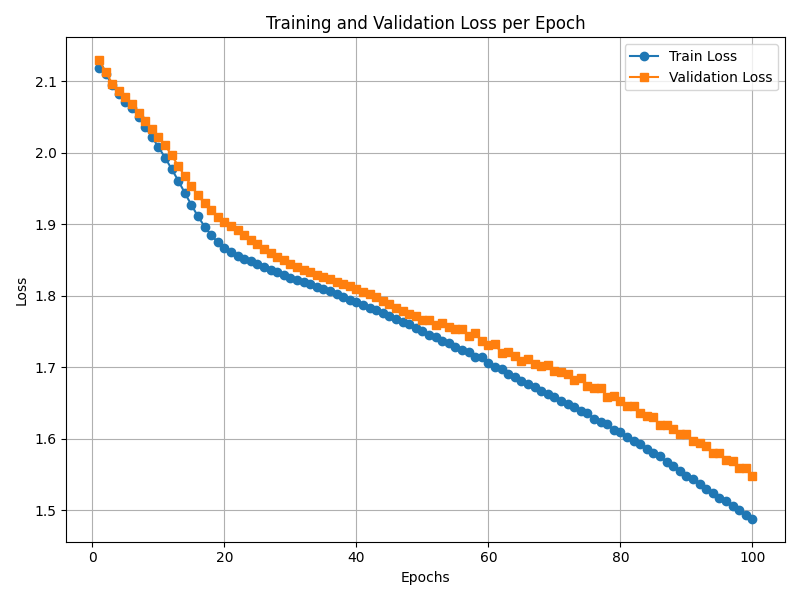 Training and Validation Loss per Epoch
Train Loss
Validation Loss
Loss
2.1
2.0
1.9
1.8
1.7
1.6
1.5
0 20 40 60 80 100
Epochs